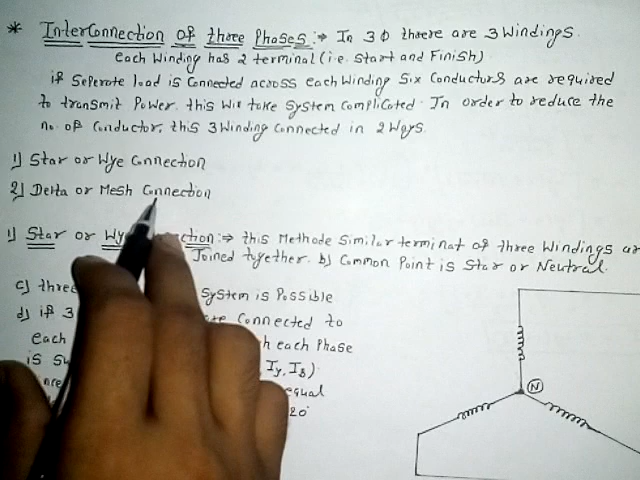 * InterConnection of three Phases :⇒ In 3ϕ threre are 3 Windings.
each Winding has 2 terminal (i.e. Start and Finish)
if Seperote load is Connected across each Winding Six Conductors are required
to transmit Power. this Will take System Complicated. In order to reduce the
no. of Conductor, this 3 Winding Connected in 2 Ways.
1) Star or Wye Connection
2) Delta or Mesh Connection
1) Star or Wy ction :⇒ this Methode Similar terminat of three Windings ar
Joined together. b) Common Point is Star or Neutral.
c) three System is Possible
d) if 3 Connected to
each h each Phase
is Iy, IB)
equal
20°
N